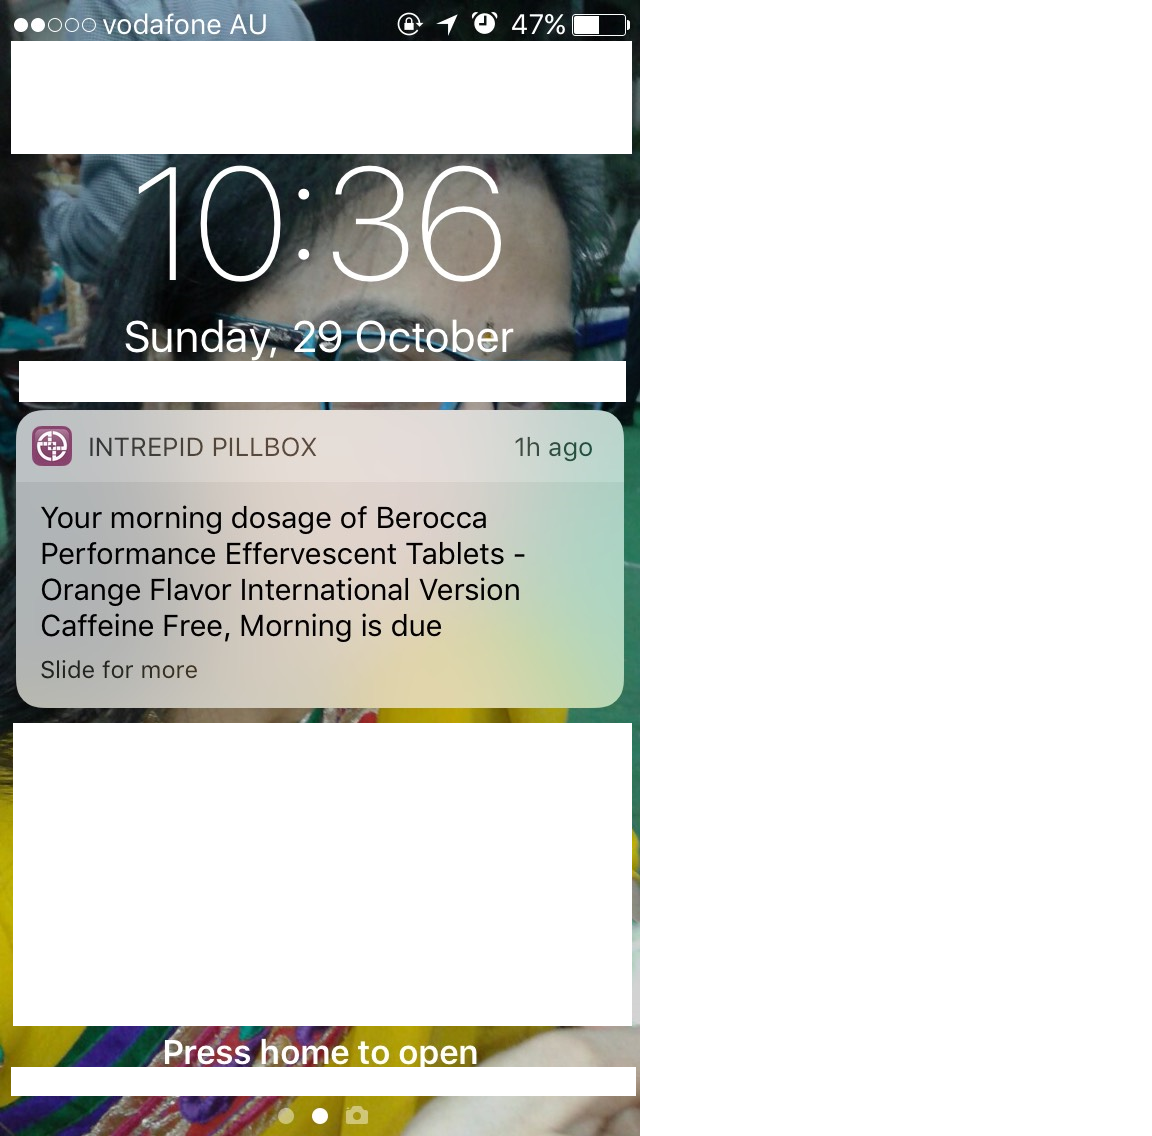 vodafone AU 47%
10:36
Sunday, 29 October
INTREPID PILLBOX 1h ago
Your morning dosage of Berocca
Performance Effervescent Tablets -
Orange Flavor International Version
Caffeine Free, Morning is due
Slide for more
Press home to open